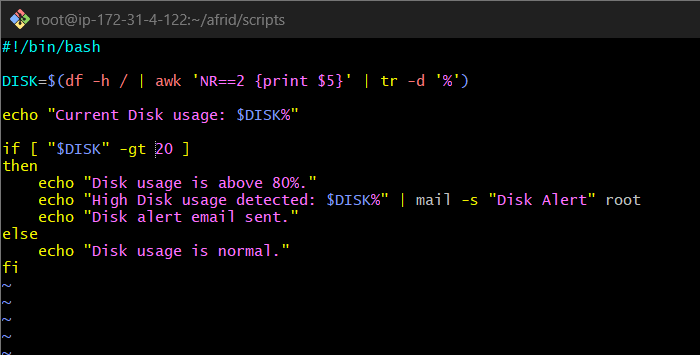 root@ip-172-31-4-122:~/afrid/scripts
#!/bin/bash
DISK=$(df -h / | awk 'NR==2 {print $5}' | tr -d '%')
echo "Current Disk usage: $DISK%"
if [ "$DISK" -gt 20 ]
then
    echo "Disk usage is above 80%."
    echo "High Disk usage detected: $DISK%" | mail -s "Disk Alert" root
    echo "Disk alert email sent."
else
    echo "Disk usage is normal."
fi
~
~
~
~
~